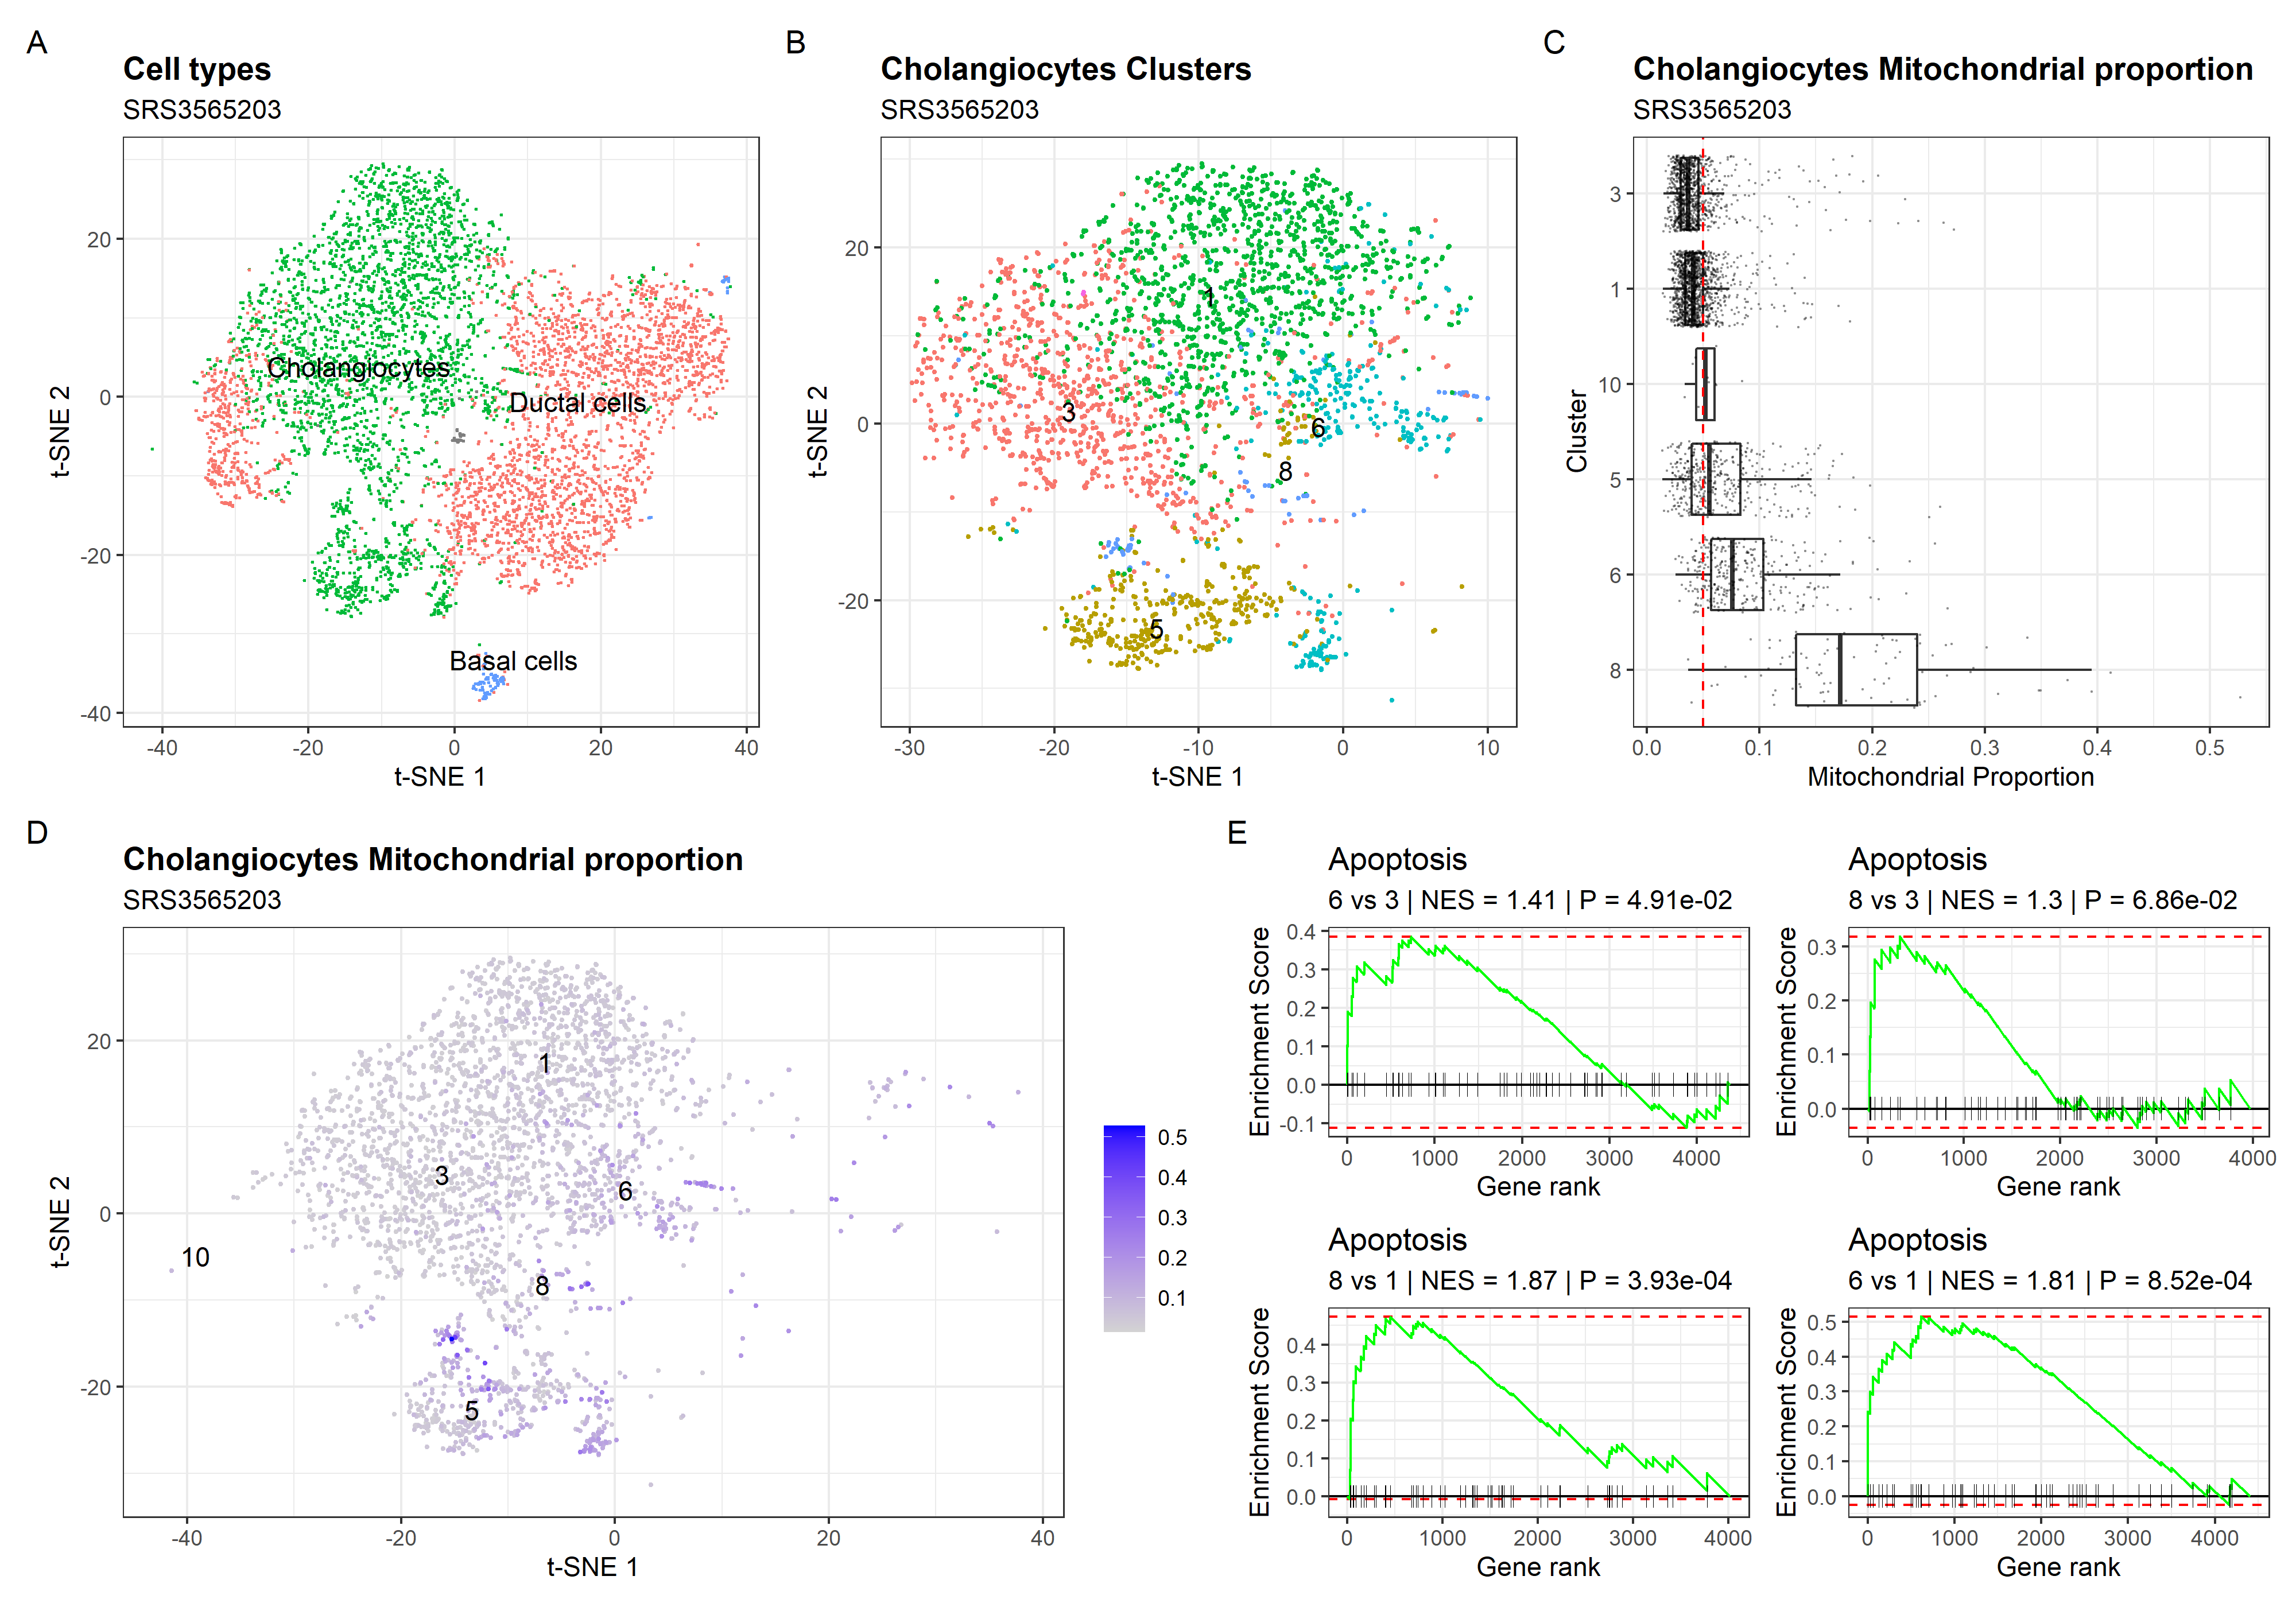 A
Cell types
SRS3565203
20
0
-20
-40
t-SNE 2
Cholangiocytes
Ductal cells
Basal cells
-40
-20
0
20
40
t-SNE 1
B
Cholangiocytes Clusters
SRS3565203
20
0
-20
t-SNE 2
1
3
6
8
5
-30
-20
-10
0
10
t-SNE 1
C
Cholangiocytes Mitochondrial proportion
SRS3565203
Cluster
3
1
10
5
6
8
0.0
0.1
0.2
0.3
0.4
0.5
Mitochondrial Proportion
D
Cholangiocytes Mitochondrial proportion
SRS3565203
20
0
-20
t-SNE 2
1
3
6
10
8
5
-40
-20
0
20
40
t-SNE 1
0.5
0.4
0.3
0.2
0.1
E
Apoptosis
6 vs 3 | NES = 1.41 | P = 4.91e-02
Enrichment Score
0.4
0.3
0.2
0.1
0.0
-0.1
0
1000
2000
3000
4000
Gene rank
Apoptosis
8 vs 3 | NES = 1.3 | P = 6.86e-02
Enrichment Score
0.3
0.2
0.1
0.0
0
1000
2000
3000
4000
Gene rank
Apoptosis
8 vs 1 | NES = 1.87 | P = 3.93e-04
Enrichment Score
0.4
0.3
0.2
0.1
0.0
0
1000
2000
3000
4000
Gene rank
Apoptosis
6 vs 1 | NES = 1.81 | P = 8.52e-04
Enrichment Score
0.5
0.4
0.3
0.2
0.1
0.0
0
1000
2000
3000
4000
Gene rank